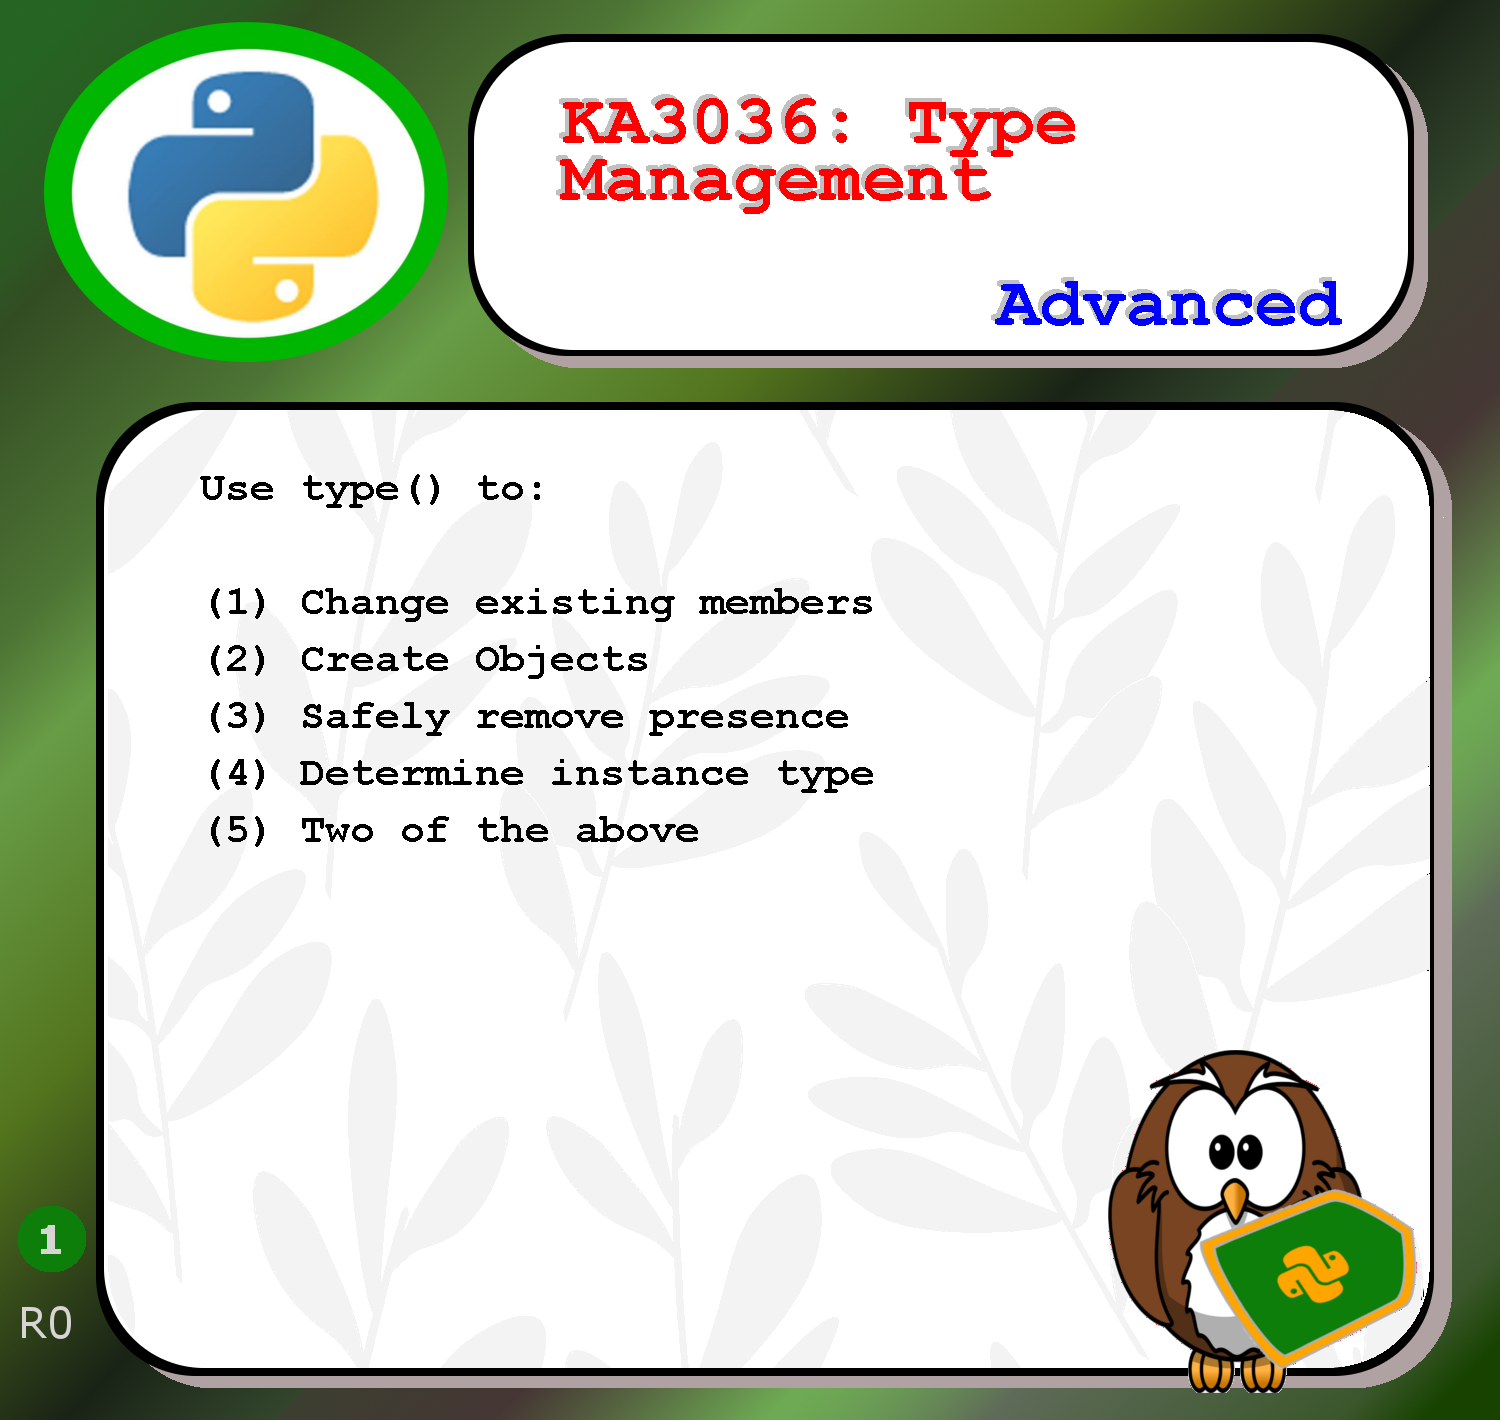 KA3036: Type
Management
Advanced
Use type() to:
(1) Change existing members
(2) Create Objects
(3) Safely remove presence
(4) Determine instance type
(5) Two of the above
1
R0